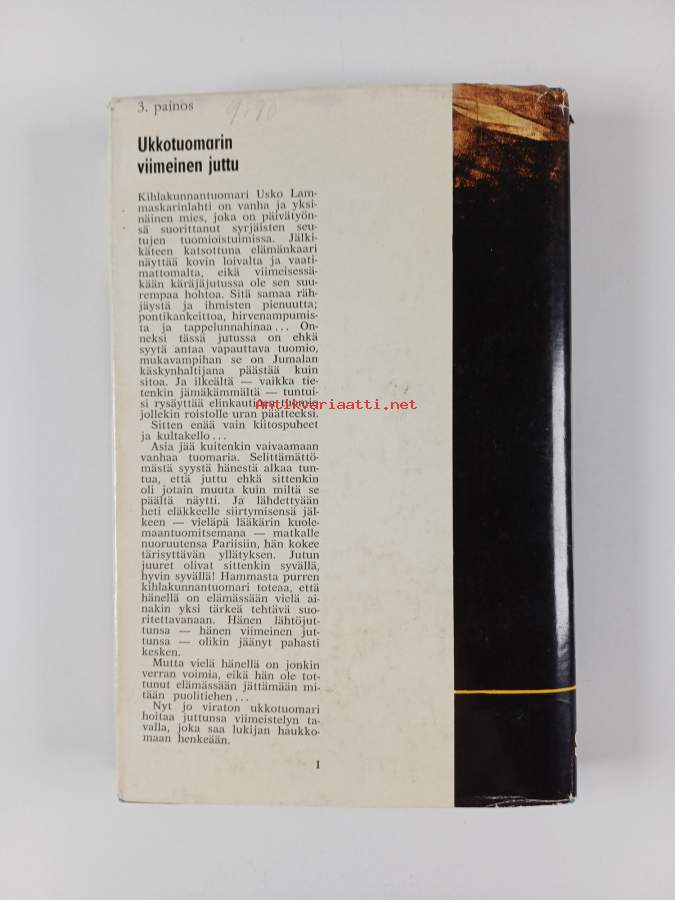 3. painos
9.80
Ukkotuomarin
viimeinen juttu
Kihlakunnantuomari Usko Lam-
maskarinlahti on vanha ja yksi-
näinen mies, joka on päivätyön-
sä suorittanut syrjäisten seu-
tujen tuomioistuimissa. Jälki-
käteen katsottuna elämänkaari
näyttää kovin loivalta ja vaati-
mattomalta, eikä viimeisessä-
kään käräjäjutussa ole sen suu-
rempaa hohtoa. Sitä samaa räh-
jäystä ja ihmisten pienuutta;
pontikankeittoa, hirvenampumis-
ta ja tappelunnahinaa... On-
neksi tässä jutussa on ehkä
syytä antaa vapauttava tuomio,
mukavampihan se on Jumalan
käskynhaltijana päästää kuin
sitoa. Ja ilkeältä — vaikka tie-
tenkin jämäkämmältä — tuntui-
si rysäyttää elinkautinen tuomio
jollekin roistolle uran päätteeksi.
Antikvariaatti.net
Sitten enää vain kiitospuheet
ja kultakello...
Asia jää kuitenkin vaivaamaan
vanhaa tuomaria. Selittämättö-
mästä syystä hänestä alkaa tun-
tua, että juttu ehkä sittenkin
oli jotain muuta kuin miltä se
päältä näytti. Ja lähdettyään
heti eläkkeelle siirtymisensä jäl-
keen — vieläpä lääkärin kuole-
maantuomitsemana — matkalle
nuoruutensa Pariisiin, hän kokee
tärisyttävän yllätyksen. Jutun
juuret olivat sittenkin syvällä,
hyvin syvällä! Hammasta purren
kihlakunnantuomari toteaa, että
hänellä on elämässään vielä ai-
nakin yksi tärkeä tehtävä suo-
ritettavanaan. Hänen lähtöjut-
tunsa — hänen viimeinen jut-
tunsa — olikin jäänyt pahasti
kesken.
Mutta vielä hänellä on jonkin
verran voimia, eikä hän ole tot-
tunut elämässään jättämään mi-
tään puolitiehen...
Nyt jo viraton ukkotuomari
hoitaa juttunsa viimeistelyn ta-
valla, joka saa lukijan haukko-
maan henkeään.
1